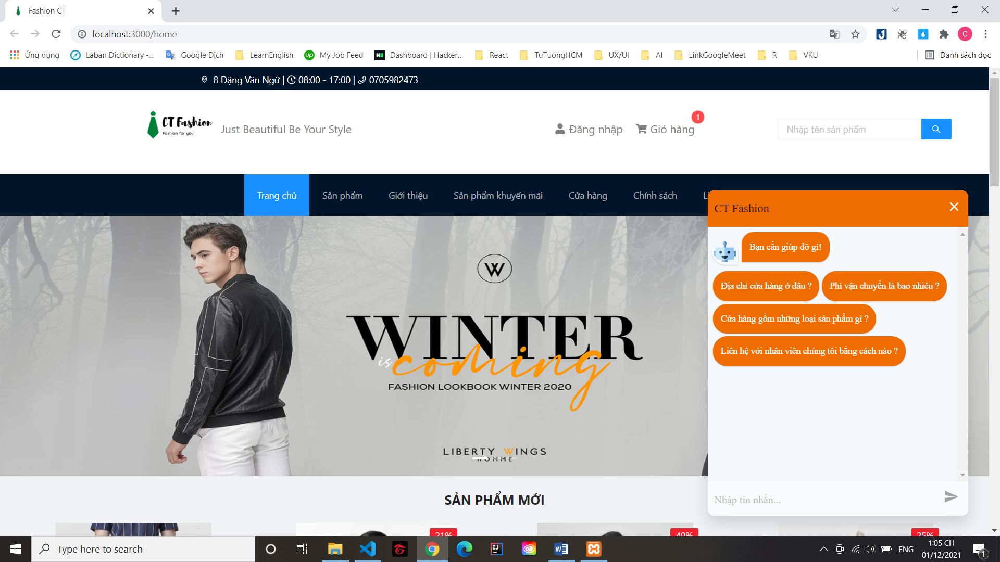 Fashion CT
localhost:3000/home
Ứng dụng Laban Dictionary -... Google Dịch LearnEnglish My Job Feed Dashboard | Hacker... React TuTuongHCM UX/UI AI LinkGoogleMeet R VKU Danh sách đọc
8 Đặng Văn Ngữ | 08:00 - 17:00 | 0705982473
CT Fashion
Fashion for you
Just Beautiful Be Your Style
Đăng nhập
Giỏ hàng
1
Nhập tên sản phẩm
Trang chủ Sản phẩm Giới thiệu Sản phẩm khuyến mãi Cửa hàng Chính sách
CT Fashion
Bạn cần giúp đỡ gì!
Địa chỉ cửa hàng ở đâu ?
Phí vận chuyển là bao nhiêu ?
Cửa hàng gồm những loại sản phẩm gì ?
Liên hệ với nhân viên chúng tôi bằng cách nào ?
Nhập tin nhắn...
W
WINTER
is coming
FASHION LOOKBOOK WINTER 2020
LIBERTY WINGS
HOMME
SẢN PHẨM MỚI
21% 40% 25%
Type here to search
ENG
1:05 CH
01/12/2021
1